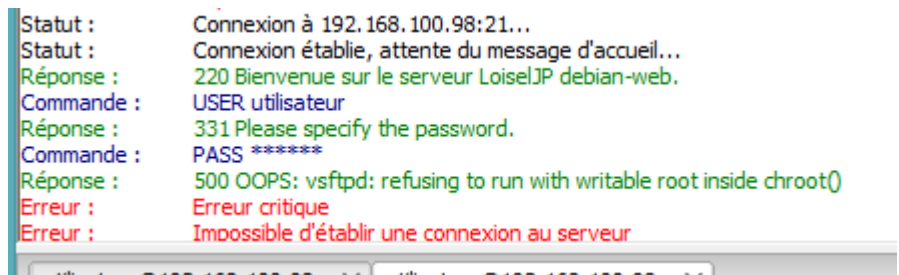 Statut : Connexion à 192.168.100.98:21...
Statut : Connexion établie, attente du message d'accueil...
Réponse : 220 Bienvenue sur le serveur LoiselJP debian-web.
Commande : USER utilisateur
Réponse : 331 Please specify the password.
Commande : PASS ******
Réponse : 500 OOPS: vsftpd: refusing to run with writable root inside chroot()
Erreur : Erreur critique
Erreur : Impossible d'établir une connexion au serveur